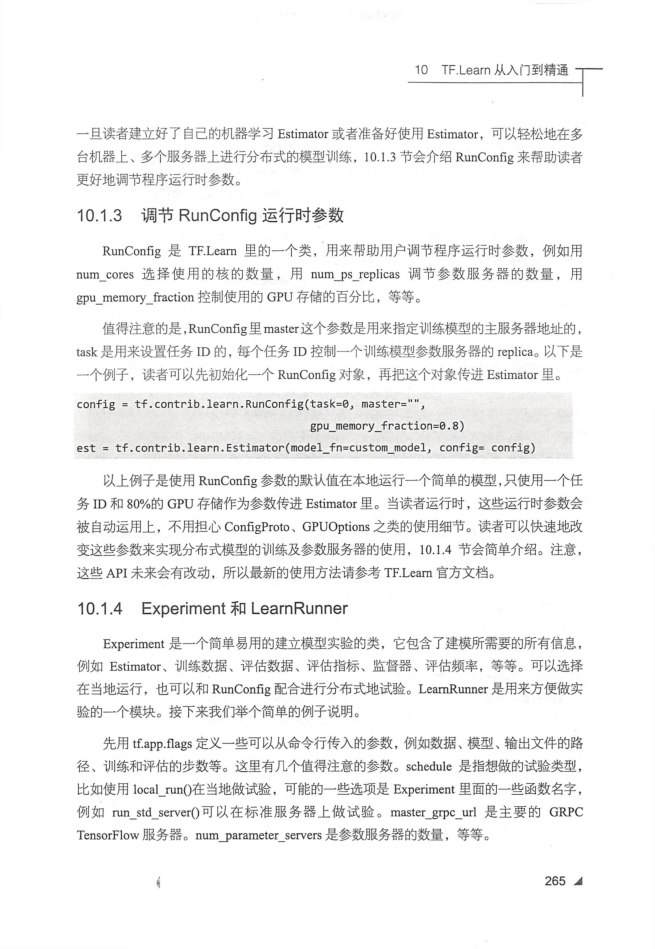 10 TF.Learn 从入门到精通
一旦读者建立好了自己的机器学习 Estimator 或者准备好使用 Estimator，可以轻松地在多
台机器上、多个服务器上进行分布式的模型训练，10.1.3 节会介绍 RunConfig 来帮助读者
更好地调节程序运行时参数。
10.1.3 调节 RunConfig 运行时参数
RunConfig 是 TF.Learn 里的一个类，用来帮助用户调节程序运行时参数，例如用
num_cores 选择使用的核的数量，用 num_ps_replicas 调节参数服务器的数量，用
gpu_memory_fraction 控制使用的 GPU 存储的百分比，等等。
值得注意的是，RunConfig 里 master 这个参数是用来指定训练模型的主服务器地址的，
task 是用来设置任务 ID 的，每个任务 ID 控制一个训练模型参数服务器的 replica。以下是
一个例子，读者可以先初始化一个 RunConfig 对象，再把这个对象传进 Estimator 里。
config = tf.contrib.learn.RunConfig(task=0, master="",
gpu_memory_fraction=0.8)
est = tf.contrib.learn.Estimator(model_fn=custom_model, config= config)
以上例子是使用 RunConfig 参数的默认值在本地运行一个简单的模型，只使用一个任
务 ID 和 80%的 GPU 存储作为参数传进 Estimator 里。当读者运行时，这些运行时参数会
被自动运用上，不用担心 ConfigProto、GPUOptions 之类的使用细节。读者可以快速地改
变这些参数来实现分布式模型的训练及参数服务器的使用，10.1.4 节会简单介绍。注意，
这些 API 未来会有改动，所以最新的使用方法请参考 TF.Learn 官方文档。
10.1.4 Experiment 和 LearnRunner
Experiment 是一个简单易用的建立模型实验的类，它包含了建模所需要的所有信息，
例如 Estimator、训练数据、评估数据、评估指标、监督器、评估频率，等等。可以选择
在当地运行，也可以和 RunConfig 配合进行分布式地试验。LearnRunner 是用来方便做实
验的一个模块。接下来我们举个简单的例子说明。
先用 tf.app.flags 定义一些可以从命令行传入的参数，例如数据、模型、输出文件的路
径、训练和评估的步数等。这里有几个值得注意的参数。schedule 是指想做的试验类型，
比如使用 local_run()在当地做试验，可能的一些选项是 Experiment 里面的一些函数名字，
例如 run_std_server()可以在标准服务器上做试验。master_grpc_url 是主要的 GRPC
TensorFlow 服务器。num_parameter_servers 是参数服务器的数量，等等。
265